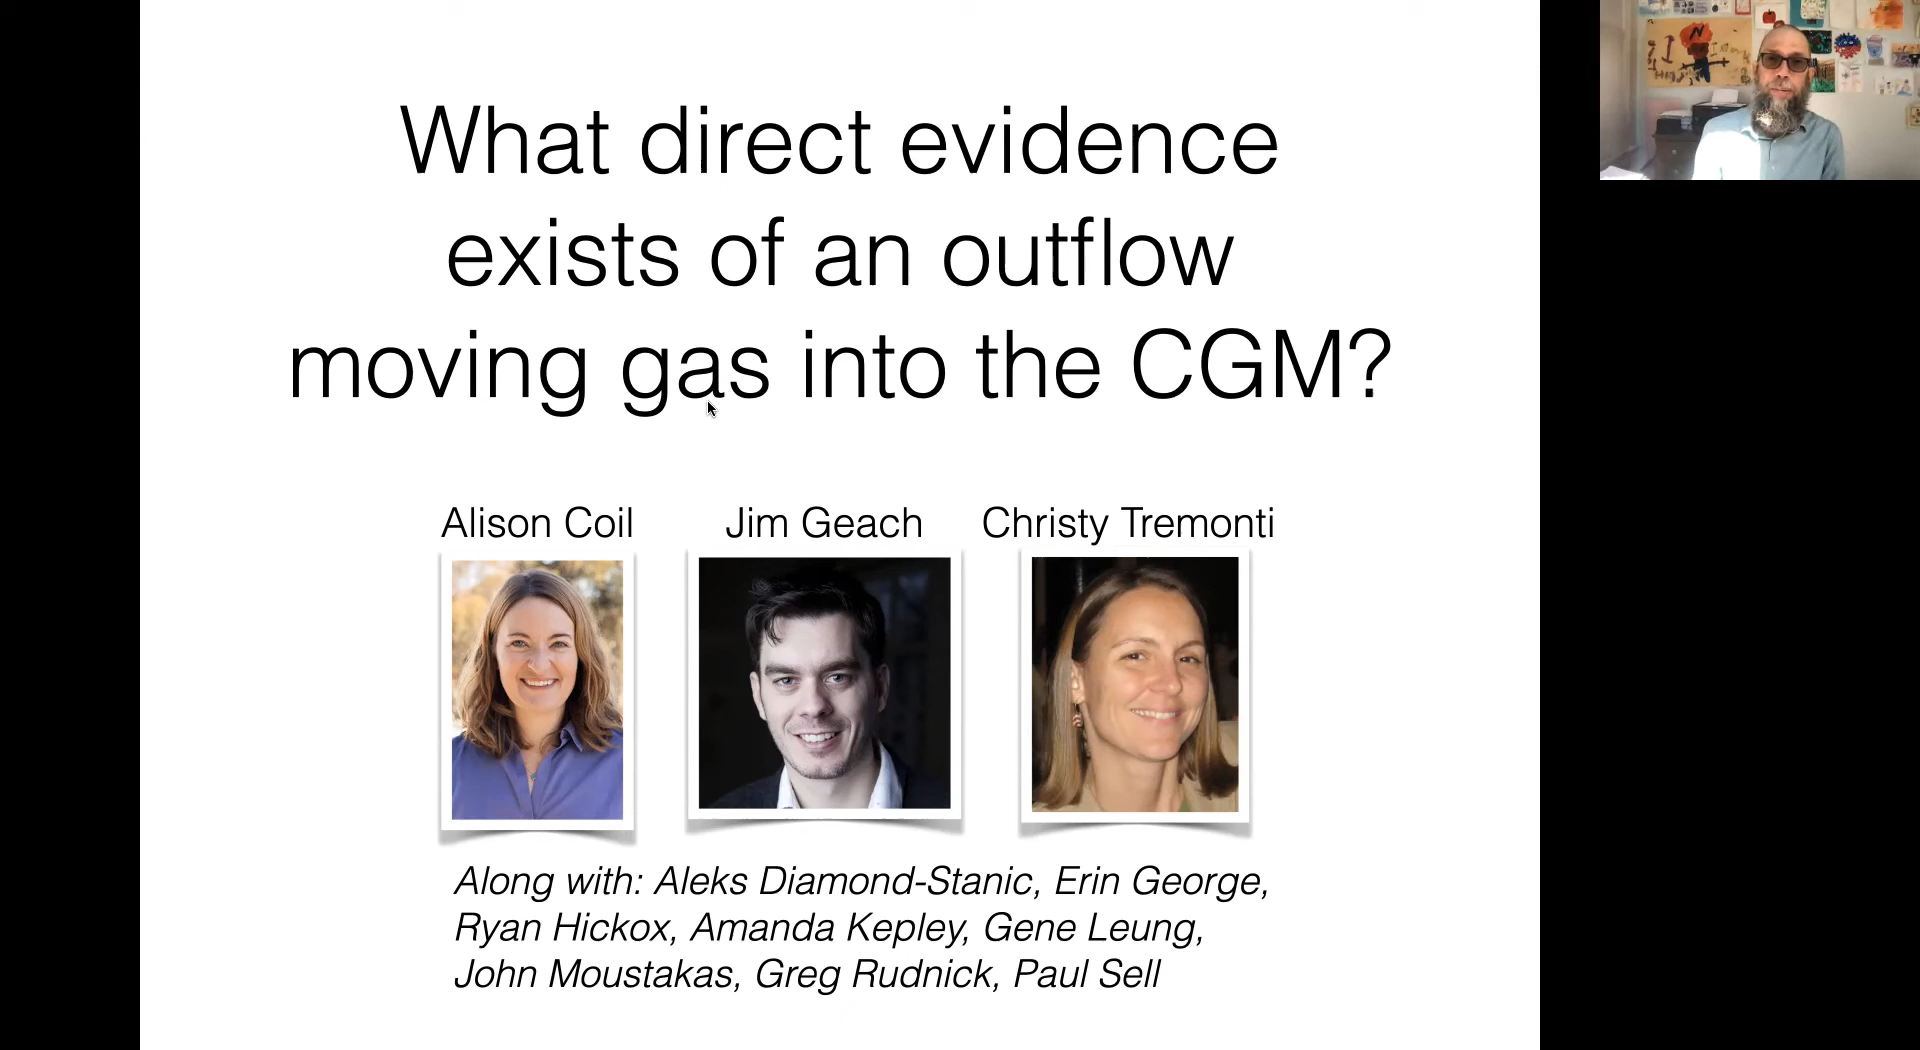 What direct evidence
exists of an outflow
moving gas into the CGM?
Alison Coil
Jim Geach
Christy Tremonti
Along with: Aleks Diamond-Stanic, Erin George,
Ryan Hickox, Amanda Kepley, Gene Leung,
John Moustakas, Greg Rudnick, Paul Sell